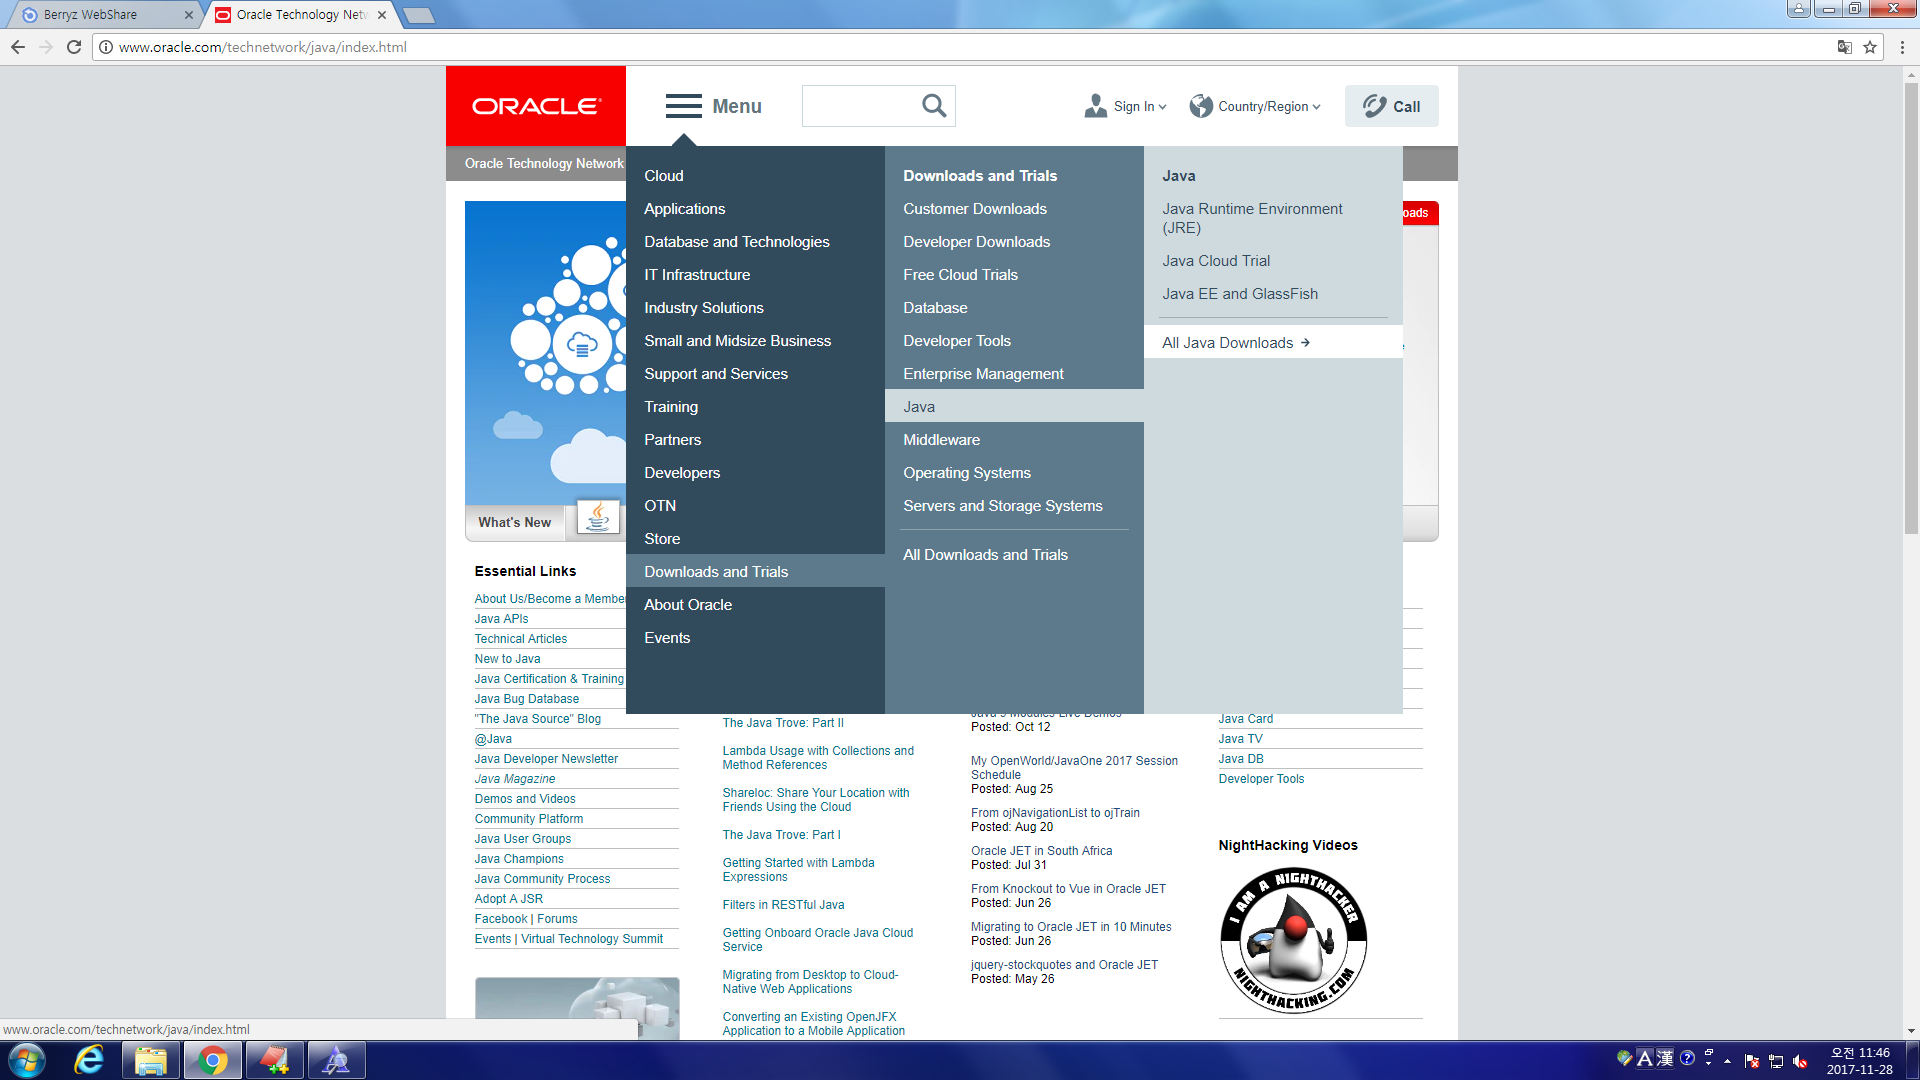 Berryz WebShare
Oracle Technology Netw
www.oracle.com/technetwork/java/index.html
ORACLE
Menu
Sign In
Country/Region
Call
Oracle Technology Network
Cloud
Applications
Database and Technologies
IT Infrastructure
Industry Solutions
Small and Midsize Business
Support and Services
Training
Partners
Developers
OTN
Store
Downloads and Trials
About Oracle
Events
Downloads and Trials
Customer Downloads
Developer Downloads
Free Cloud Trials
Database
Developer Tools
Enterprise Management
Java
Middleware
Operating Systems
Servers and Storage Systems
All Downloads and Trials
Java
Java Runtime Environment
(JRE)
Java Cloud Trial
Java EE and GlassFish
All Java Downloads
oads
What's New
Essential Links
About Us/Become a Member
Java APIs
Technical Articles
New to Java
Java Certification & Training
Java Bug Database
"The Java Source" Blog
@Java
Java Developer Newsletter
Java Magazine
Demos and Videos
Community Platform
Java User Groups
Java Champions
Java Community Process
Adopt A JSR
Facebook | Forums
Events | Virtual Technology Summit
The Java Trove: Part II
Lambda Usage with Collections and
Method References
Shareloc: Share Your Location with
Friends Using the Cloud
The Java Trove: Part I
Getting Started with Lambda
Expressions
Filters in RESTful Java
Getting Onboard Oracle Java Cloud
Service
Migrating from Desktop to Cloud-
Native Web Applications
Converting an Existing OpenJFX
Application to a Mobile Application
Java 9 Modules Live Demos
Posted: Oct 12
My OpenWorld/JavaOne 2017 Session
Schedule
Posted: Aug 25
From ojNavigationList to ojTrain
Posted: Aug 20
Oracle JET in South Africa
Posted: Jul 31
From Knockout to Vue in Oracle JET
Posted: Jun 26
Migrating to Oracle JET in 10 Minutes
Posted: Jun 26
jquery-stockquotes and Oracle JET
Posted: May 26
Java Card
Java TV
Java DB
Developer Tools
NightHacking Videos
I AM A NIGHTHACKER
NIGHTHACKING.COM
www.oracle.com/technetwork/java/index.html
A 漢
오전 11:46
2017-11-28